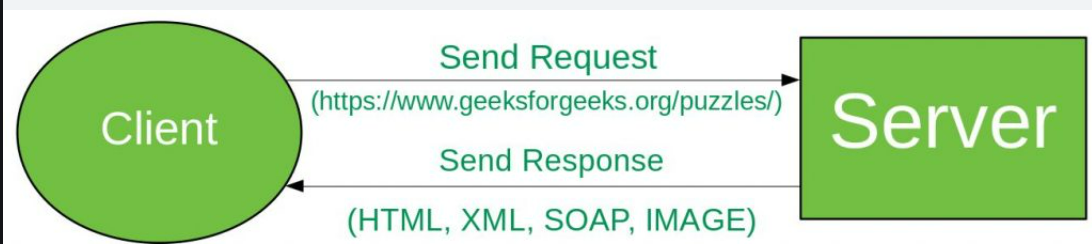 Client
Send Request
(https://www.geeksforgeeks.org/puzzles/)
Send Response
(HTML, XML, SOAP, IMAGE)
Server